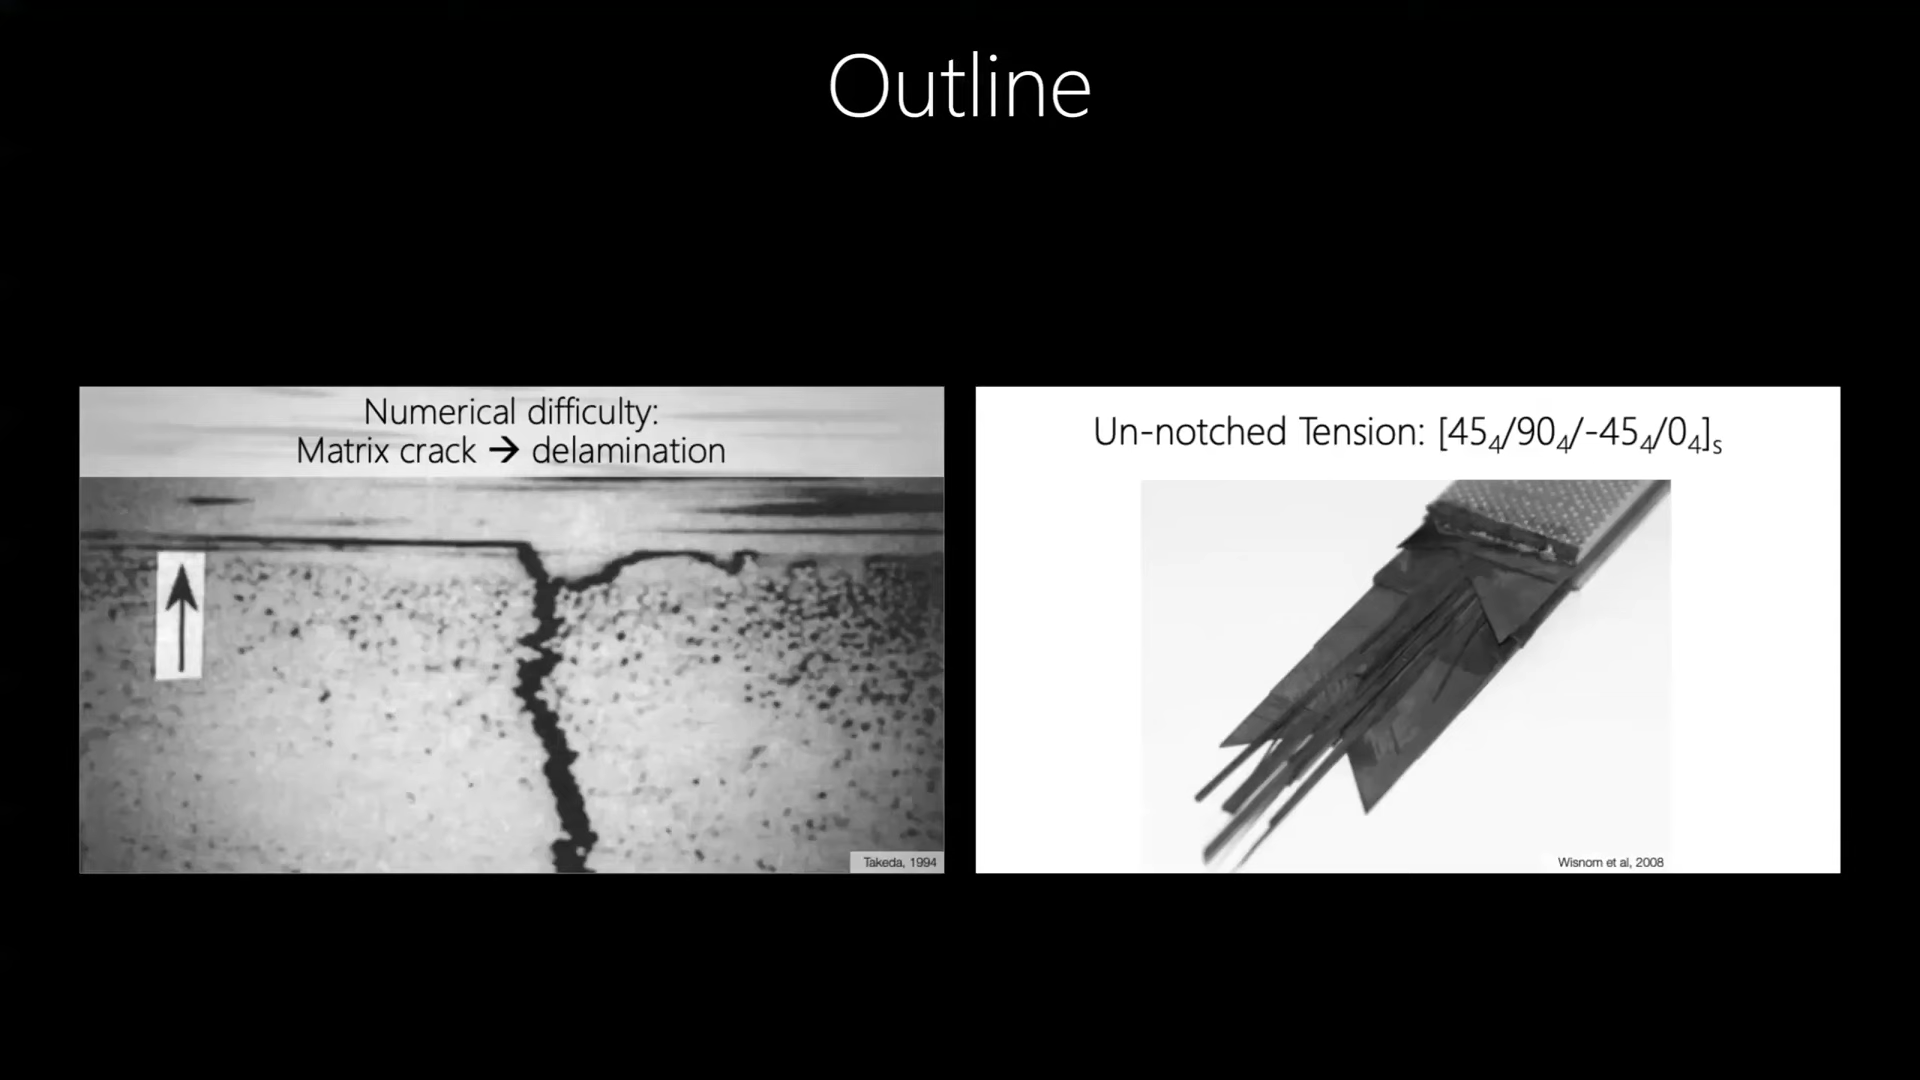 Outline
Numerical difficulty:
Matrix crack → delamination
Takeda, 1994
Un-notched Tension: [45₄/90₄/-45₄/0₄]ₛ
Wisnom et al, 2008